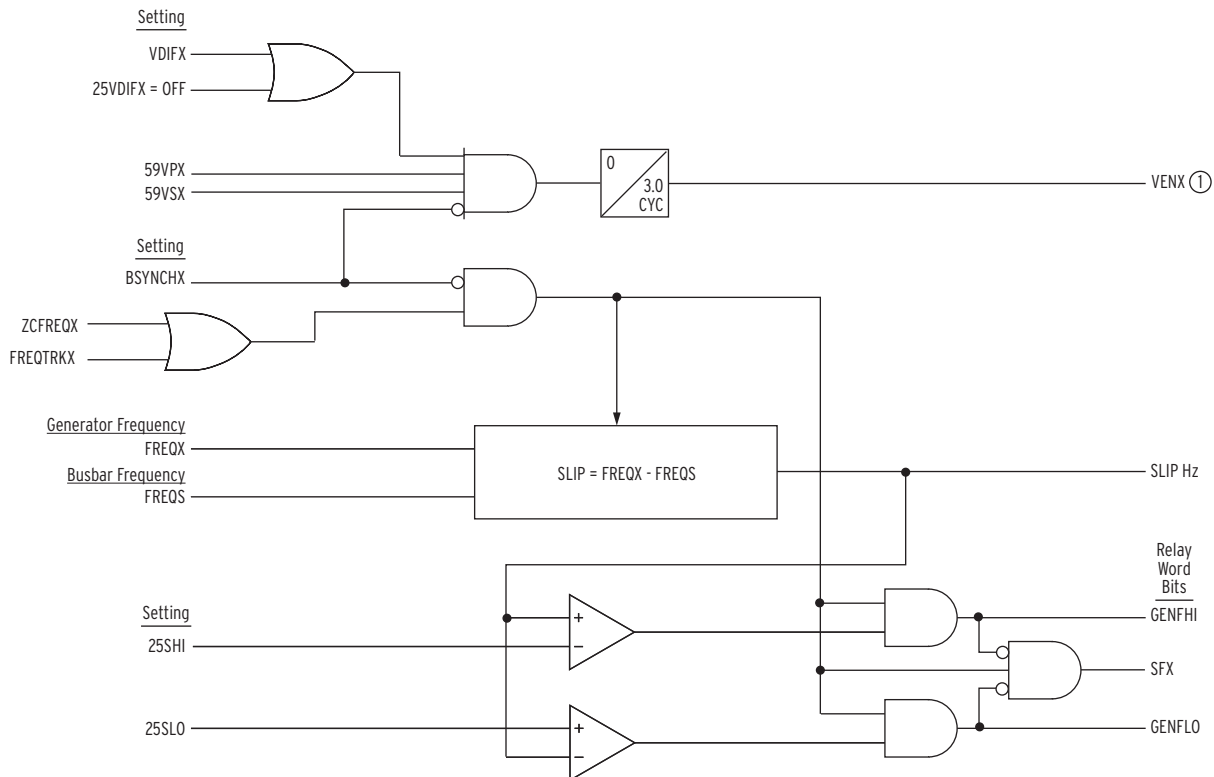 Setting
VDIFX
25VDIFX = OFF
59VPX
59VSX
0
3.0
CYC
VENX 1
Setting
BSYNCHX
ZCFREQX
FREQTRKX
Generator Frequency
FREQX
Busbar Frequency
FREQS
SLIP = FREQX - FREQS
SLIP Hz
Relay
Word
Bits
Setting
25SHI
+
-
GENFHI
SFX
25SLO
+
-
GENFLO